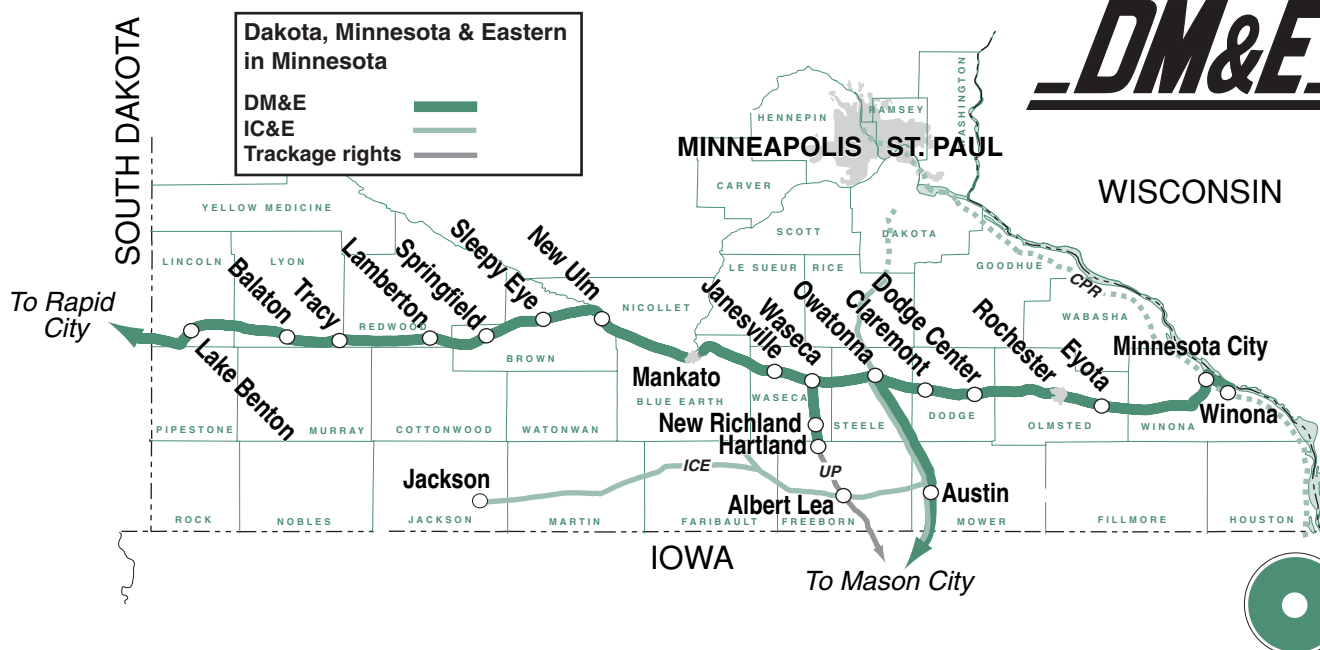 DM&E
Dakota, Minnesota & Eastern
in Minnesota
DM&E
IC&E
Trackage rights
SOUTH DAKOTA
WISCONSIN
IOWA
MINNEAPOLIS
ST. PAUL
HENNEPIN
RAMSEY
WASHINGTON
CARVER
YELLOW MEDICINE
SCOTT
DAKOTA
LINCOLN
LYON
LE SUEUR
RICE
GOODHUE
CPR
To Rapid
City
Lake Benton
Balaton
Tracy
Lamberton
Springfield
Sleepy Eye
New Ulm
Mankato
Janesville
Waseca
Owatonna
Claremont
Dodge Center
Rochester
Eyota
Minnesota City
Winona
REDWOOD
NICOLLET
WABASHA
BROWN
BLUE EARTH
WASECA
STEELE
DODGE
OLMSTED
WINONA
PIPESTONE
MURRAY
COTTONWOOD
WATONWAN
New Richland
Hartland
UP
ICE
Jackson
Albert Lea
Austin
ROCK
NOBLES
JACKSON
MARTIN
FARIBAULT
FREEBORN
MOWER
FILLMORE
HOUSTON
To Mason City